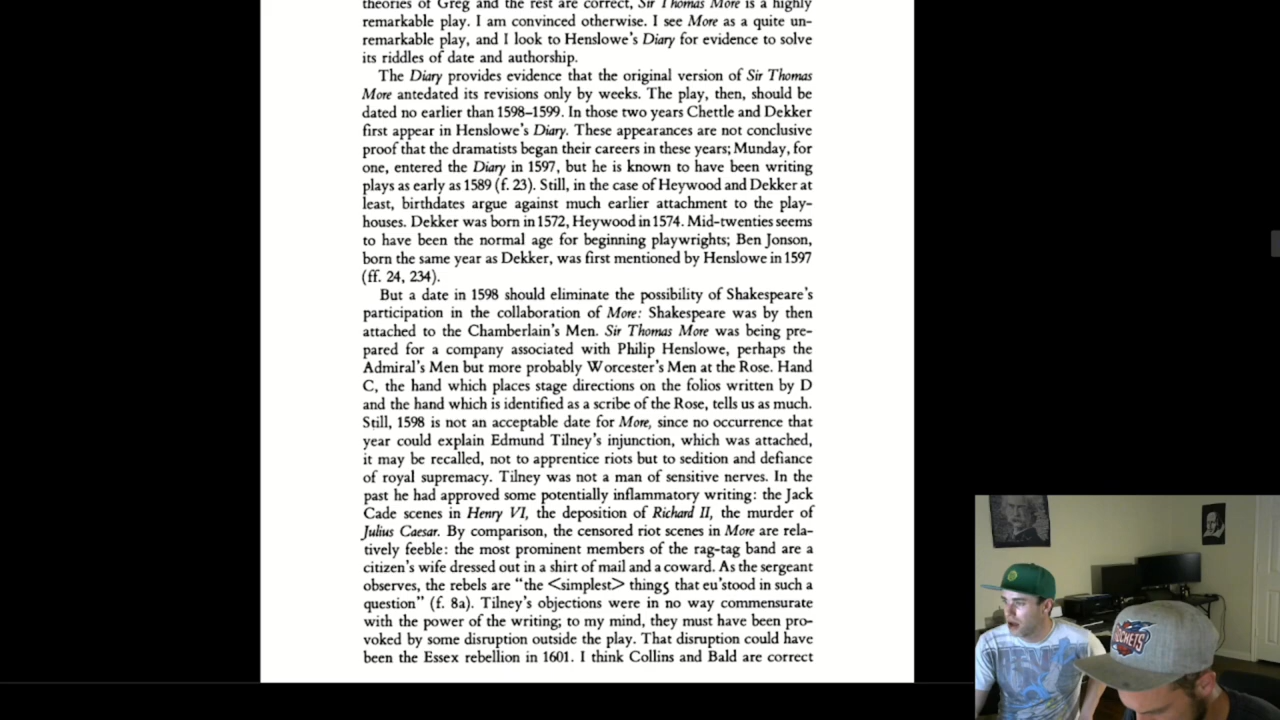 theories of Greg and the rest are correct, Sir Thomas More is a highly
remarkable play. I am convinced otherwise. I see More as a quite un-
remarkable play, and I look to Henslowe's Diary for evidence to solve
its riddles of date and authorship.
The Diary provides evidence that the original version of Sir Thomas
More antedated its revisions only by weeks. The play, then, should be
dated no earlier than 1598–1599. In those two years Chettle and Dekker
first appear in Henslowe's Diary. These appearances are not conclusive
proof that the dramatists began their careers in these years; Munday, for
one, entered the Diary in 1597, but he is known to have been writing
plays as early as 1589 (f. 23). Still, in the case of Heywood and Dekker at
least, birthdates argue against much earlier attachment to the play-
houses. Dekker was born in 1572, Heywood in 1574. Mid-twenties seems
to have been the normal age for beginning playwrights; Ben Jonson,
born the same year as Dekker, was first mentioned by Henslowe in 1597
(ff. 24, 234).
But a date in 1598 should eliminate the possibility of Shakespeare's
participation in the collaboration of More: Shakespeare was by then
attached to the Chamberlain's Men. Sir Thomas More was being pre-
pared for a company associated with Philip Henslowe, perhaps the
Admiral's Men but more probably Worcester's Men at the Rose. Hand
C, the hand which places stage directions on the folios written by D
and the hand which is identified as a scribe of the Rose, tells us as much.
Still, 1598 is not an acceptable date for More, since no occurrence that
year could explain Edmund Tilney's injunction, which was attached,
it may be recalled, not to apprentice riots but to sedition and defiance
of royal supremacy. Tilney was not a man of sensitive nerves. In the
past he had approved some potentially inflammatory writing: the Jack
Cade scenes in Henry VI, the deposition of Richard II, the murder of
Julius Caesar. By comparison, the censored riot scenes in More are rela-
tively feeble: the most prominent members of the rag-tag band are a
citizen's wife dressed out in a shirt of mail and a coward. As the sergeant
observes, the rebels are "the <simplest> things that eu'stood in such a
question" (f. 8a). Tilney's objections were in no way commensurate
with the power of the writing; to my mind, they must have been pro-
voked by some disruption outside the play. That disruption could have
been the Essex rebellion in 1601. I think Collins and Bald are correct
ROCKETS